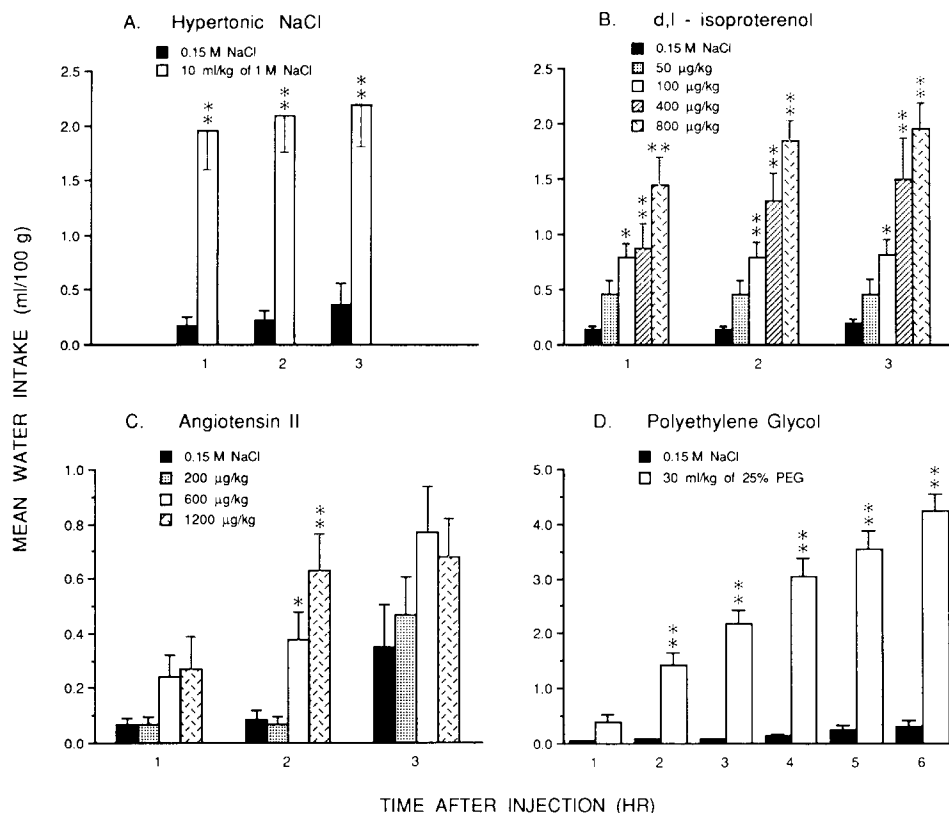 A. Hypertonic NaCl
0.15 M NaCl
10 ml/kg of 1 M NaCl
2.5
2.0
1.5
1.0
0.5
0.0
**
**
**
1 2 3
B. d,l - isoproterenol
0.15 M NaCl
50 µg/kg
100 µg/kg
400 µg/kg
800 µg/kg
2.5
2.0
1.5
1.0
0.5
0.0
* ** **
** ** **
* ** **
1 2 3
MEAN WATER INTAKE (ml/100 g)
C. Angiotensin II
0.15 M NaCl
200 µg/kg
600 µg/kg
1200 µg/kg
1.0
0.8
0.6
0.4
0.2
0.0
* **
1 2 3
D. Polyethylene Glycol
0.15 M NaCl
30 ml/kg of 25% PEG
5.0
4.0
3.0
2.0
1.0
0.0
** ** ** ** **
1 2 3 4 5 6
TIME AFTER INJECTION (HR)